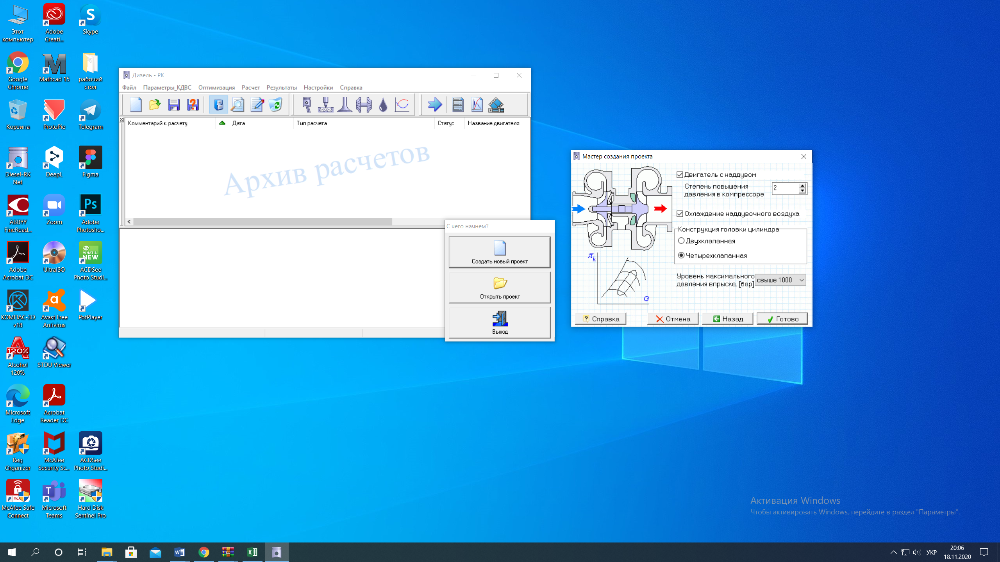 Этот
компьютер
Adobe
Creati...
Skype
Google
Chrome
Mathcad 15
рабочий
стол
Корзина
ProtoPie
Telegram
Diesel-RK
Net
DeepL
Figma
ABBYY
FineRead...
Zoom
Adobe
Photosho...
Adobe
Acrobat DC
UltraISO
WHAT'S
NEW
ACDSee
Photo Studi...
КОМПАС-3D
v18
Avast Free
Antivirus
PotPlayer
120%
Alcohol
120%
STDU Viewer
Microsoft
Edge
Acrobat
Reader DC
Reg
Organizer
McAfee
Security Sc...
ACDSee
Photo Studi...
McAfee Safe
Connect
Microsoft
Teams
Hard Disk
Sentinel Pro
Дизель - РК
Файл Параметры_КДВС Оптимизация Расчет Результаты Настройки Справка
Комментарий к расчету Дата Тип расчета Статус Название двигателя
Архив расчетов
С чего начнем?
Создать новый проект
Открыть проект
Выход
Мастер создания проекта
Двигатель с наддувом
Степень повышения
давления в компрессоре 2
Охлаждение наддувочного воздуха
Конструкция головки цилиндра
Двухклапанная
Четырехклапанная
Уровень максимального
давления впрыска, [бар] свыше 1000
πk
G
Справка Отмена Назад Готово
Активация Windows
Чтобы активировать Windows, перейдите в раздел "Параметры".
УКР
20:06
18.11.2020